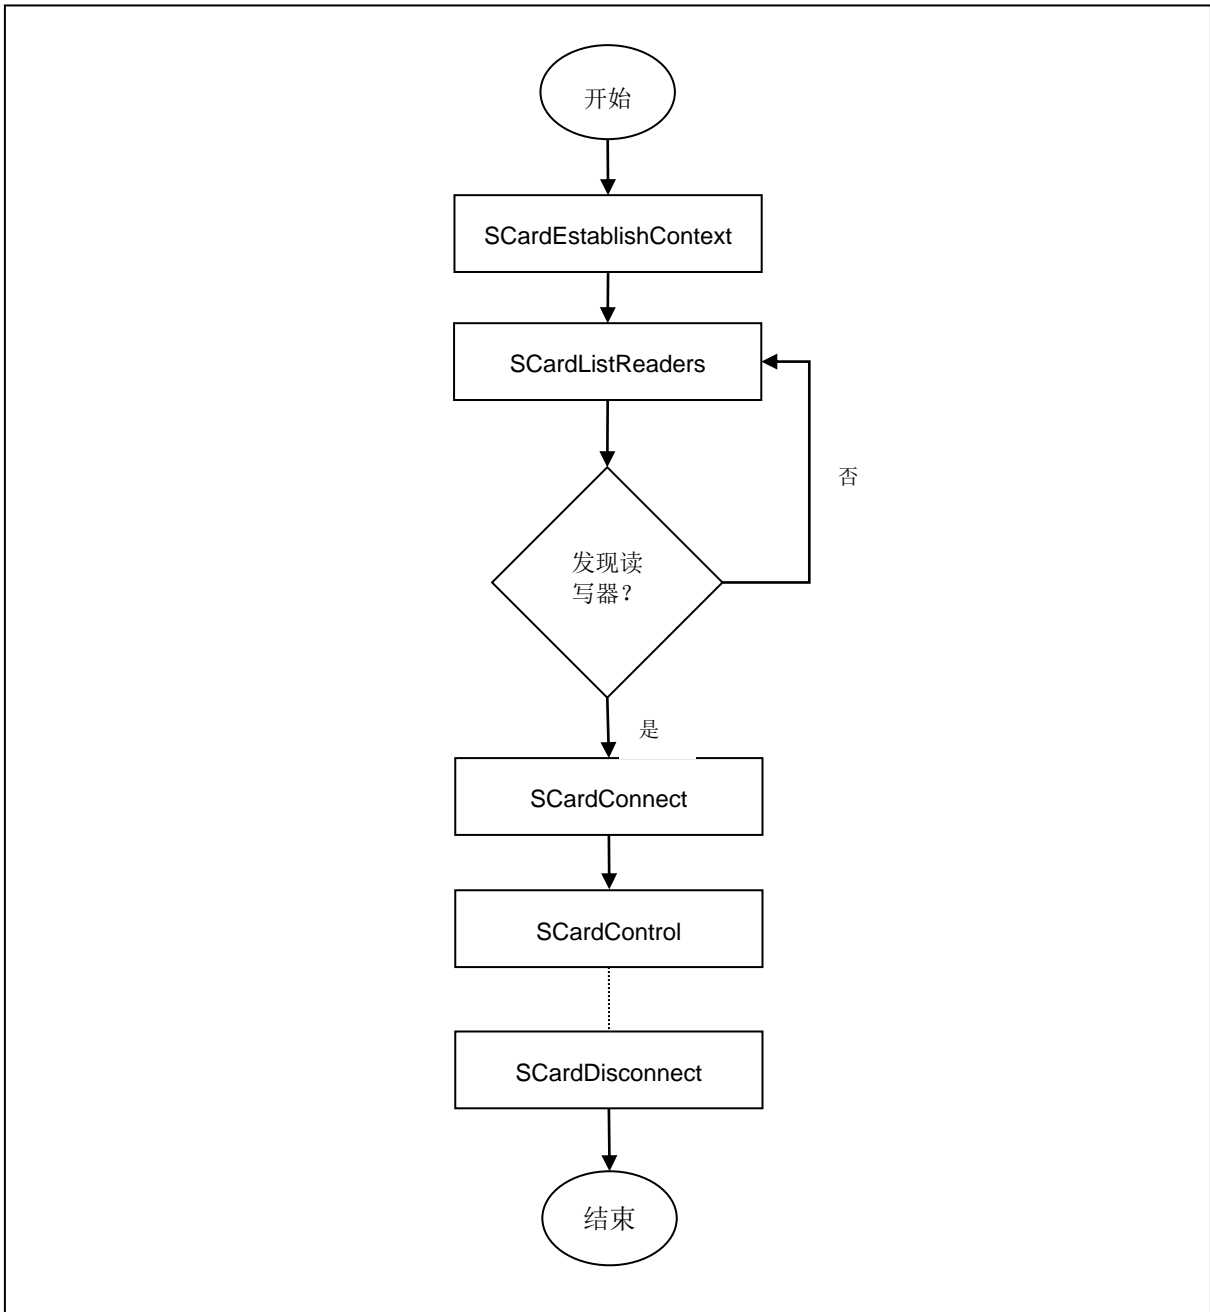 开始
SCardEstablishContext
SCardListReaders
否
发现读
写器？
是
SCardConnect
SCardControl
SCardDisconnect
结束